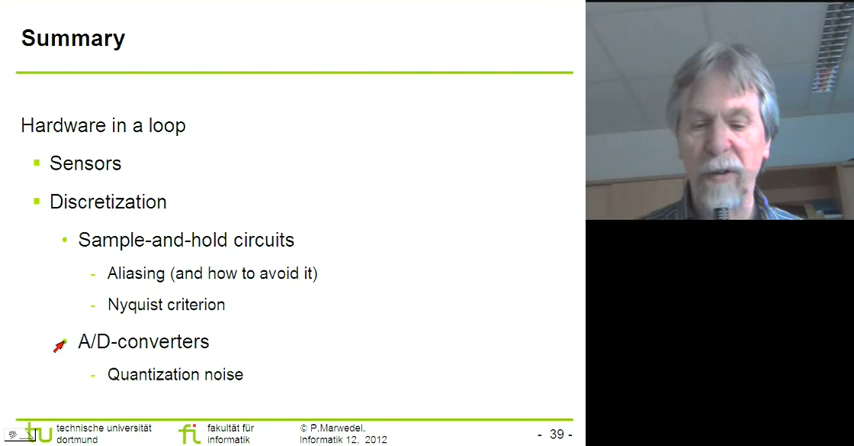 Summary
Hardware in a loop
Sensors
Discretization
Sample-and-hold circuits
- Aliasing (and how to avoid it)
- Nyquist criterion
A/D-converters
- Quantization noise
technische universität
dortmund
fakultät für
informatik
© P.Marwedel,
Informatik 12, 2012
- 39 -